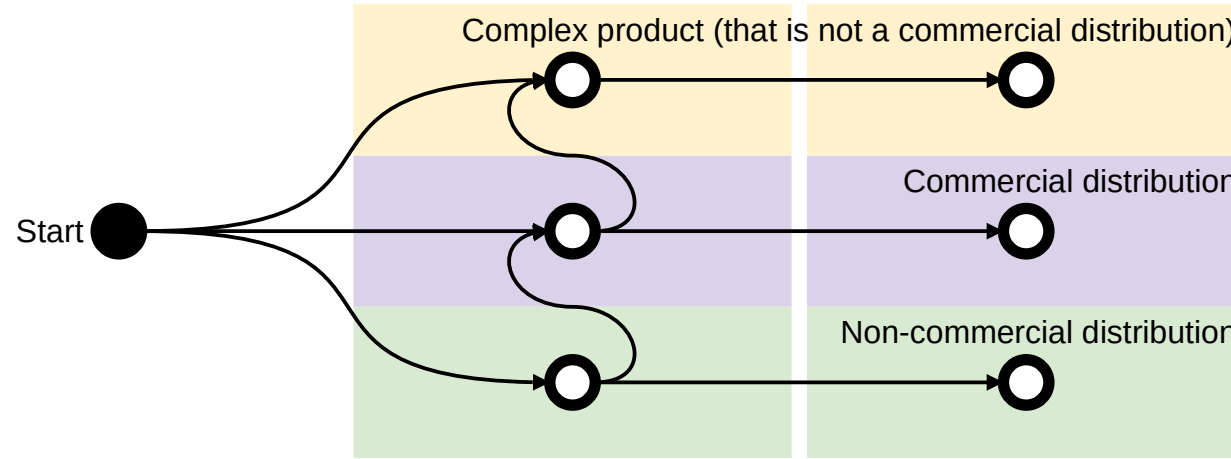 Complex product (that is not a commercial distribution)
Commercial distribution
Start
Non-commercial distribution